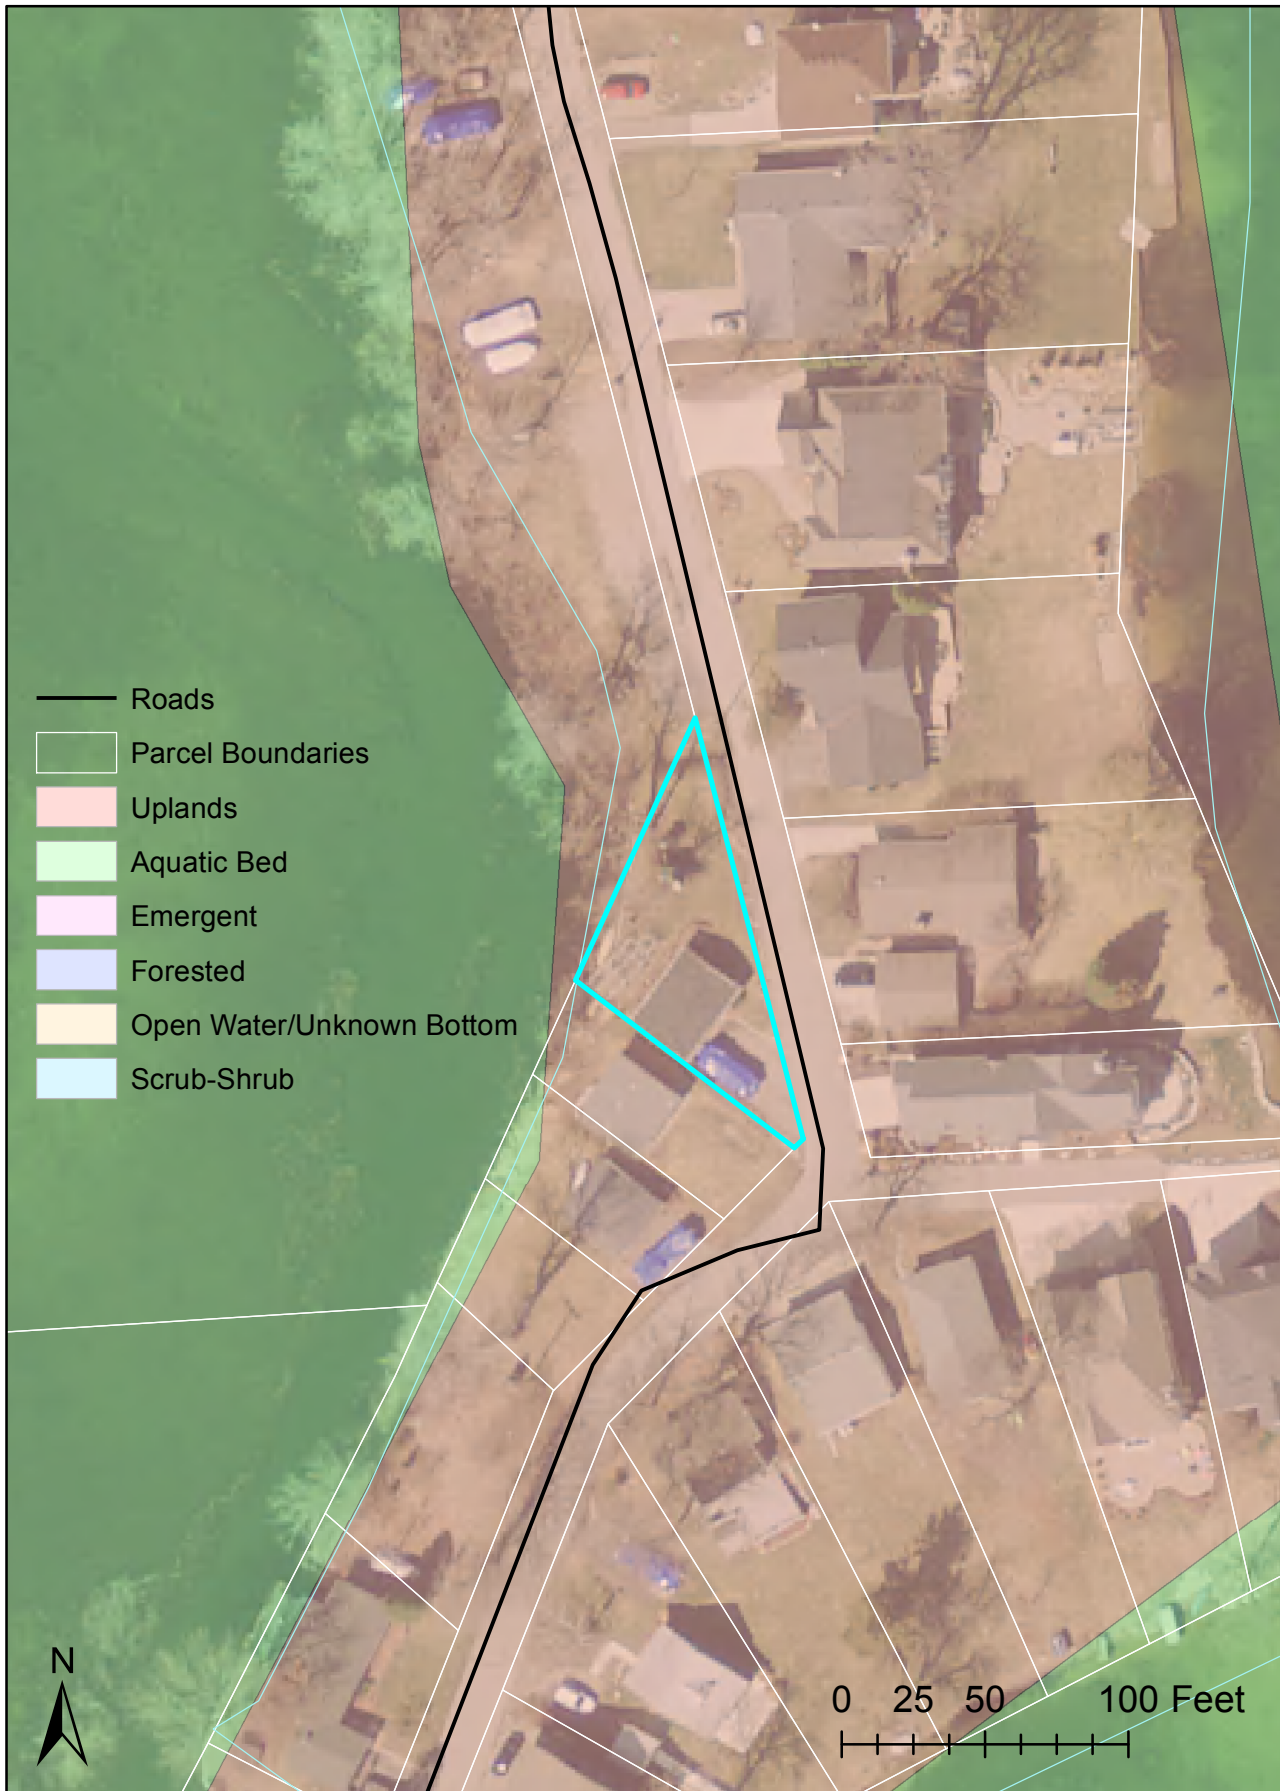 Roads
Parcel Boundaries
Uplands
Aquatic Bed
Emergent
Forested
Open Water/Unknown Bottom
Scrub-Shrub
N
0 25 50 100 Feet